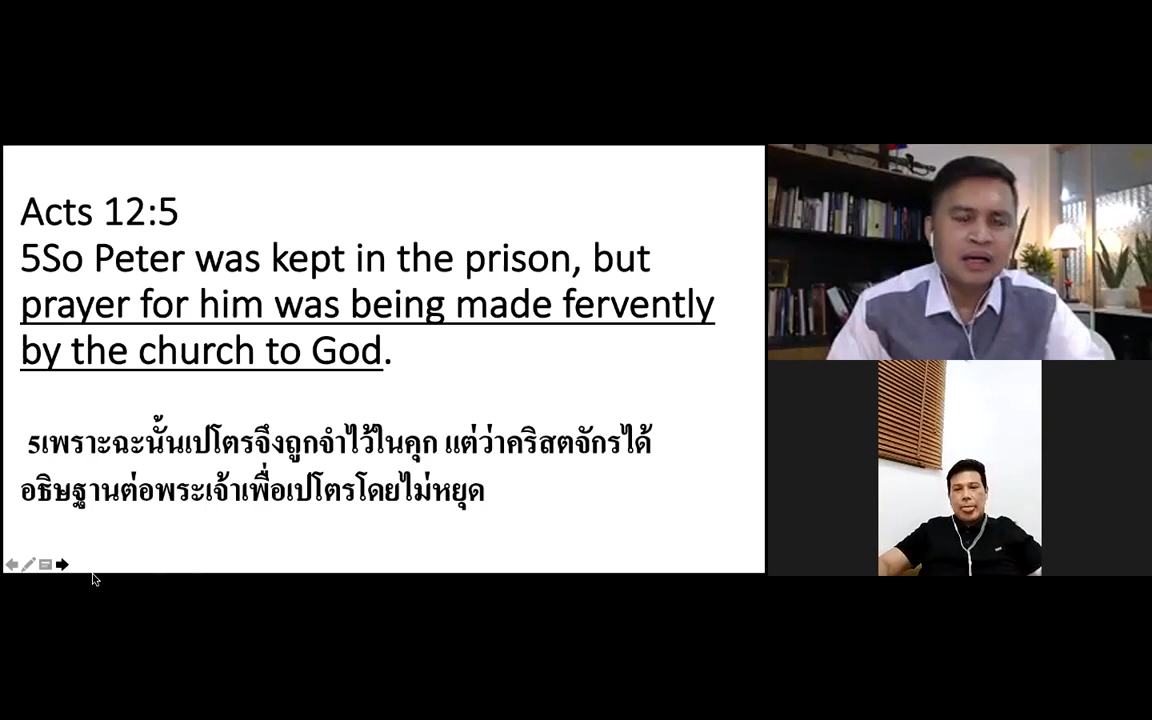 Acts 12:5
5So Peter was kept in the prison, but
prayer for him was being made fervently
by the church to God.
5เพราะฉะนั้นเปโตรจึงถูกจำไว้ในคุก แต่ว่าคริสตจักรได้
อธิษฐานต่อพระเจ้าเพื่อเปโตรโดยไม่หยุด